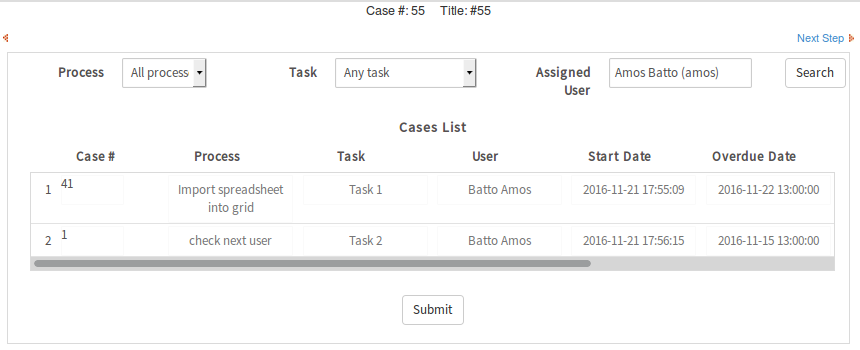 Case #: 55 Title: #55
Next Step
Process All process Task Any task Assigned User Amos Batto (amos) Search
Cases List
Case # Process Task User Start Date Overdue Date
1 41 Import spreadsheet into grid Task 1 Batto Amos 2016-11-21 17:55:09 2016-11-22 13:00:00
2 1 check next user Task 2 Batto Amos 2016-11-21 17:56:15 2016-11-15 13:00:00
Submit